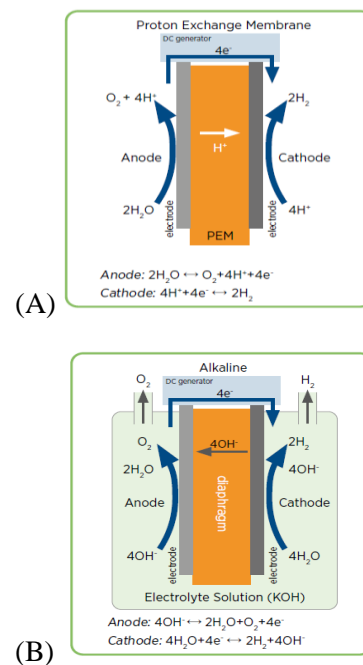 Proton Exchange Membrane
DC generator
4e⁻
O₂ + 4H⁺
2H₂
H⁺
Anode
Cathode
2H₂O
4H⁺
electrode
electrode
PEM
Anode: 2H₂O ↔ O₂+4H⁺+4e⁻
Cathode: 4H⁺+4e⁻ ↔ 2H₂
(A)
Alkaline
O₂
H₂
DC generator
4e⁻
O₂
4OH⁻
2H₂
2H₂O
4OH⁻
diaphragm
Anode
Cathode
4OH⁻
4H₂O
electrode
electrode
Electrolyte Solution (KOH)
Anode: 4OH⁻ ↔ 2H₂O+O₂+4e⁻
Cathode: 4H₂O+4e⁻ ↔ 2H₂+4OH⁻
(B)